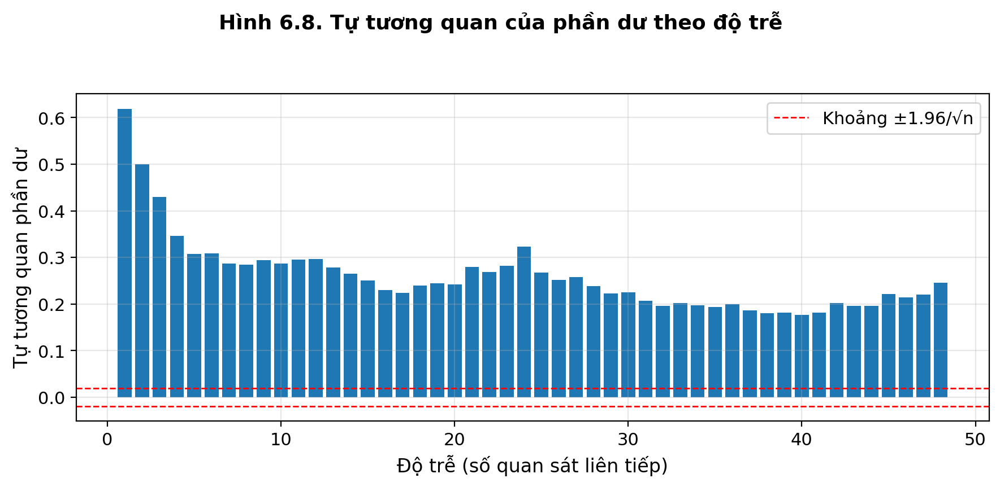 Hình 6.8. Tự tương quan của phần dư theo độ trễ
Khoảng ±1.96/√n
Tự tương quan phần dư
0.6
0.5
0.4
0.3
0.2
0.1
0.0
0 10 20 30 40 50
Độ trễ (số quan sát liên tiếp)